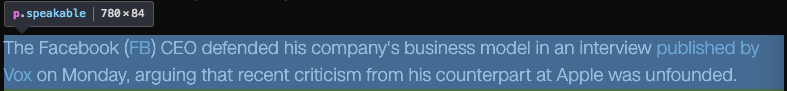 p.speakable | 780×84
The Facebook (FB) CEO defended his company's business model in an interview published by
Vox on Monday, arguing that recent criticism from his counterpart at Apple was unfounded.